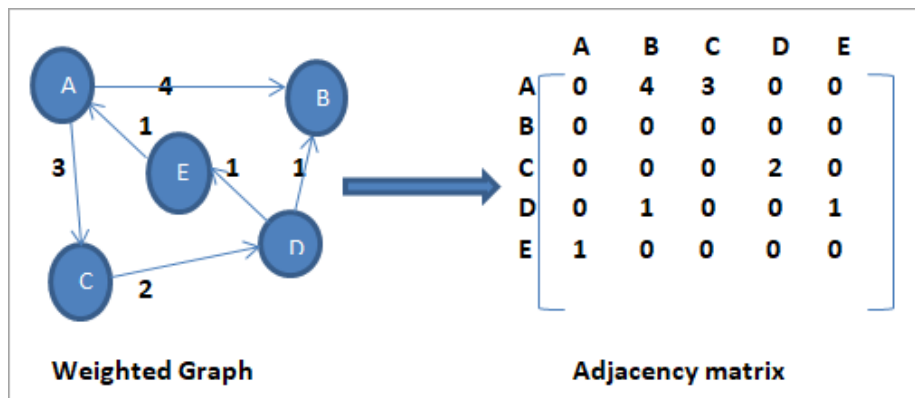 A
4
B
1
3
E
1
1
D
C
2
Weighted Graph
A B C D E
A 0 4 3 0 0
B 0 0 0 0 0
C 0 0 0 2 0
D 0 1 0 0 1
E 1 0 0 0 0
Adjacency matrix